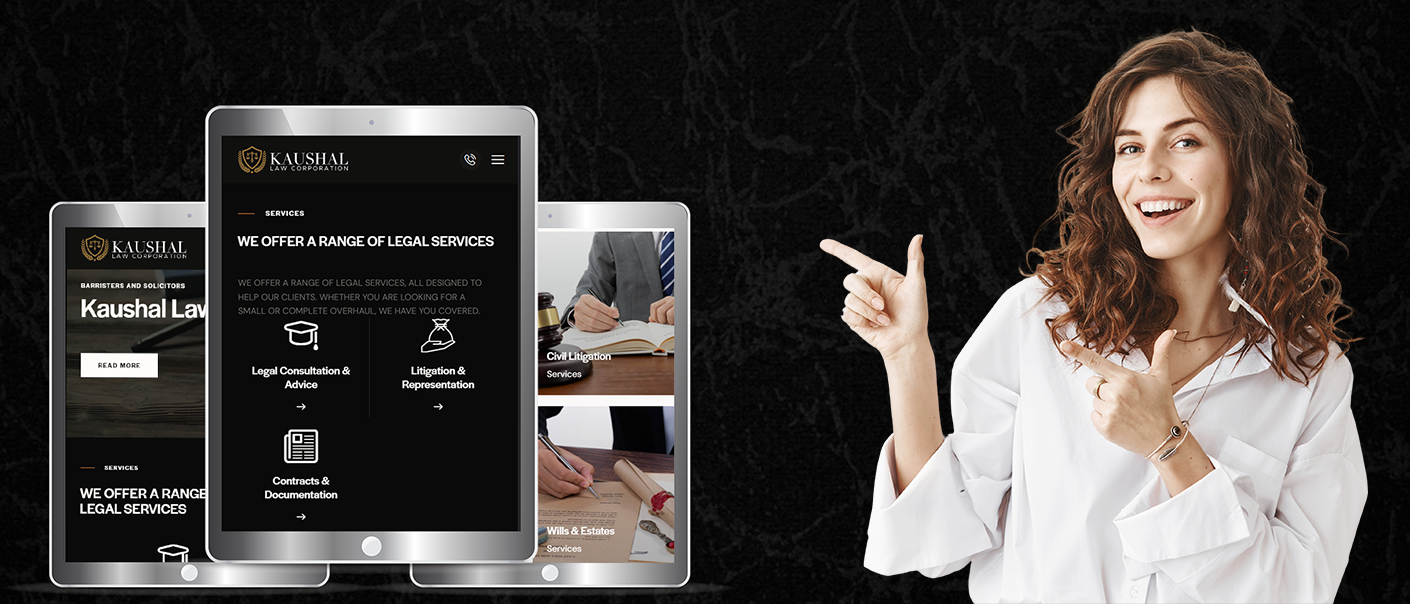 KAUSHAL
LAW CORPORATION
BARRISTERS AND SOLICITORS
Kaushal Law
READ MORE
SERVICES
WE OFFER A RANGE
LEGAL SERVICES
KAUSHAL
LAW CORPORATION
SERVICES
WE OFFER A RANGE OF LEGAL SERVICES
WE OFFER A RANGE OF LEGAL SERVICES, ALL DESIGNED TO
HELP OUR CLIENTS. WHETHER YOU ARE LOOKING FOR A
SMALL OR COMPLETE OVERHAUL, WE HAVE YOU COVERED.
Legal Consultation &
Advice
Litigation &
Representation
Contracts &
Documentation
Civil Litigation
Services
Wills & Estates
Services